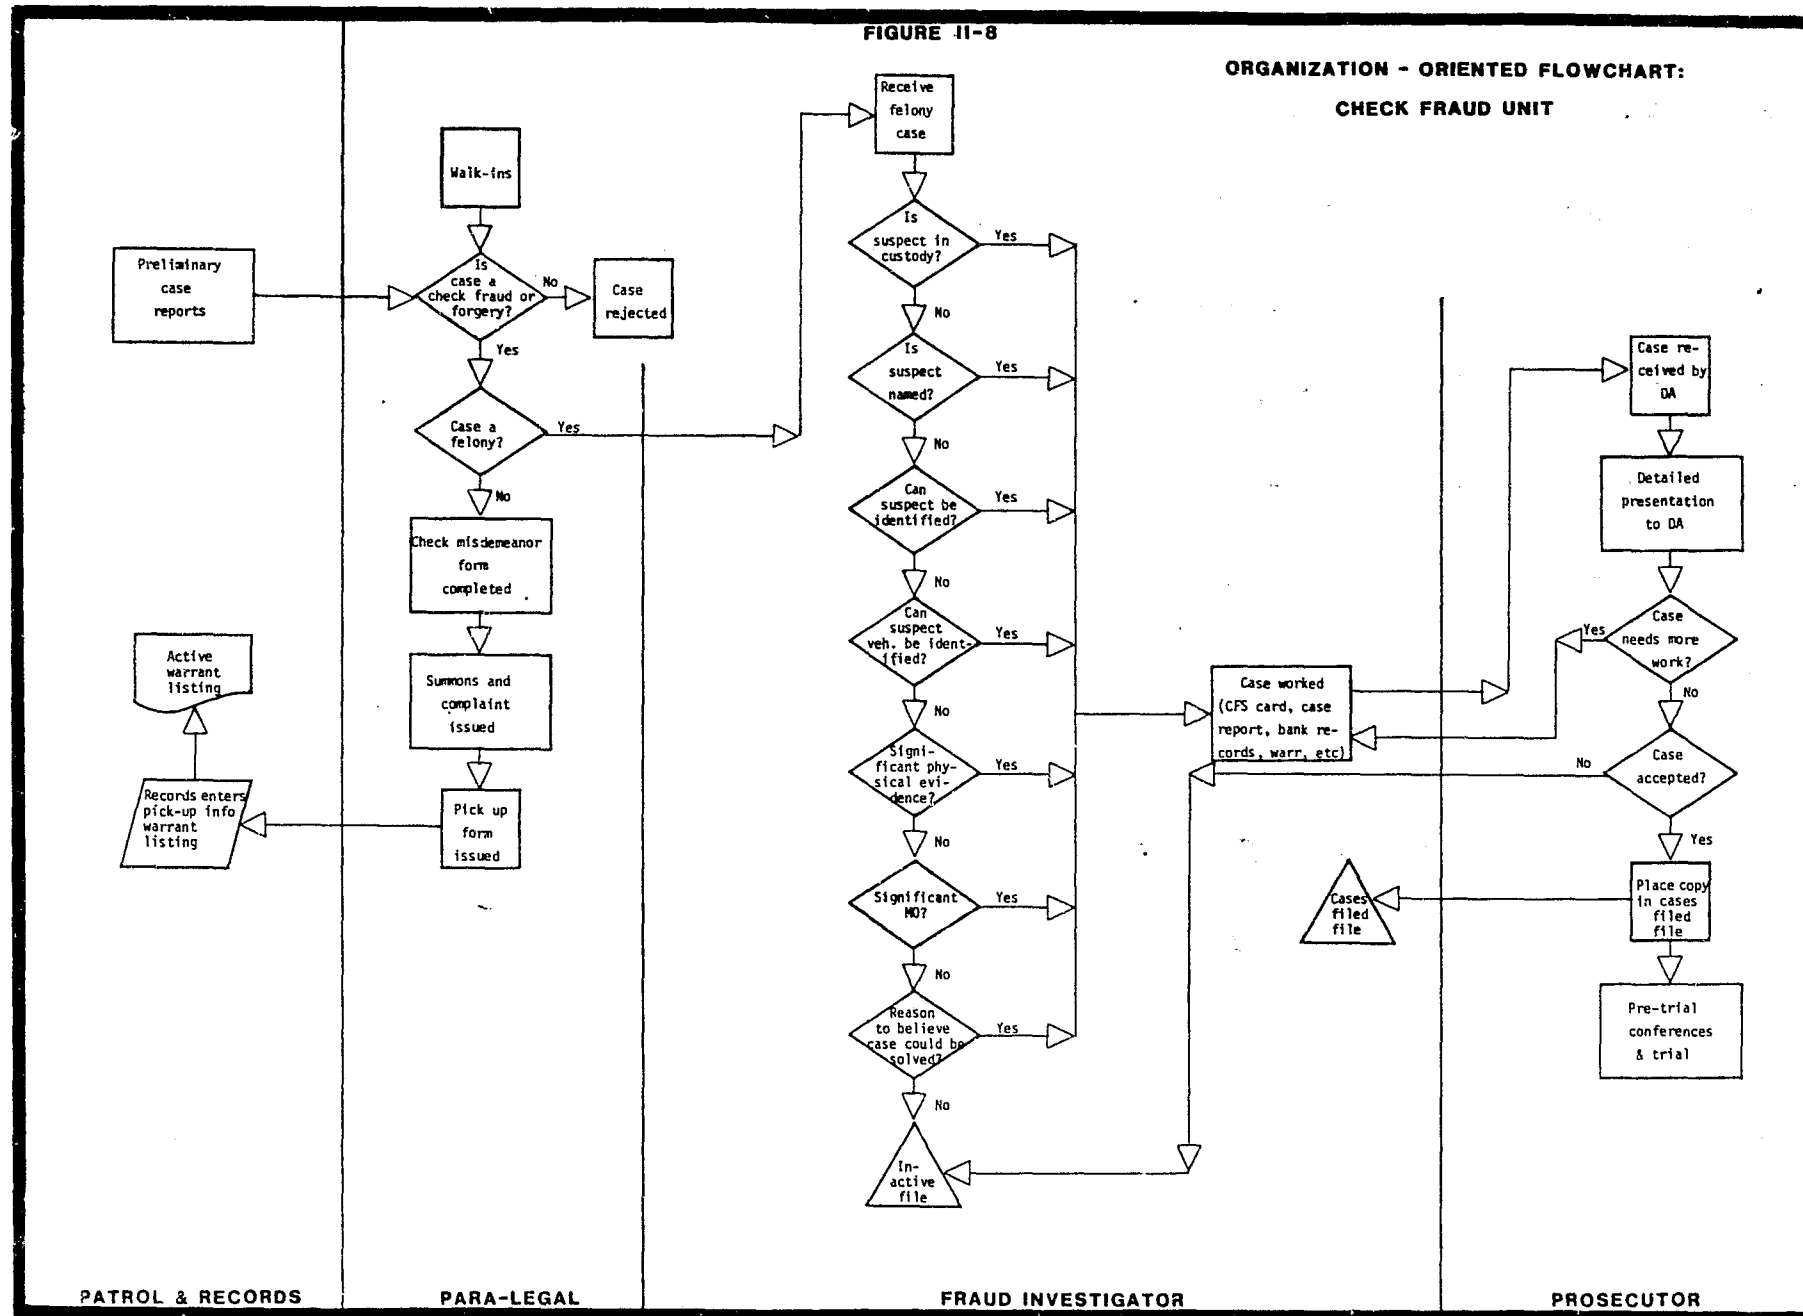 FIGURE II-8
ORGANIZATION - ORIENTED FLOWCHART:
CHECK FRAUD UNIT
Preliminary
case
reports
Active
warrant
listing
Records enters
pick-up info
warrant
listing
PATROL & RECORDS
Walk-ins
Is
case a
check fraud or
forgery?
No
Case
rejected
Yes
Case a
felony?
Yes
No
Check misdemeanor
form
completed
Summons and
complaint
issued
Pick up
form
issued
PARA-LEGAL
Receive
felony
case
Is
suspect in
custody?
Yes
No
Is
suspect
named?
Yes
No
Can
suspect be
identified?
Yes
No
Can
suspect
veh. be ident-
ified?
Yes
No
Signi-
ficant phy-
sical evi-
dence?
Yes
No
Significant
MO?
Yes
No
Reason
to believe
case could be
solved?
Yes
No
In-
active
file
Case worked
(CFS card, case
report, bank re-
cords, warr, etc)
Cases
filed
file
FRAUD INVESTIGATOR
Case re-
ceived by
DA
Detailed
presentation
to DA
Case
needs more
work?
Yes
No
Case
accepted?
No
Yes
Place copy
in cases
filed
file
Pre-trial
conferences
& trial
PROSECUTOR